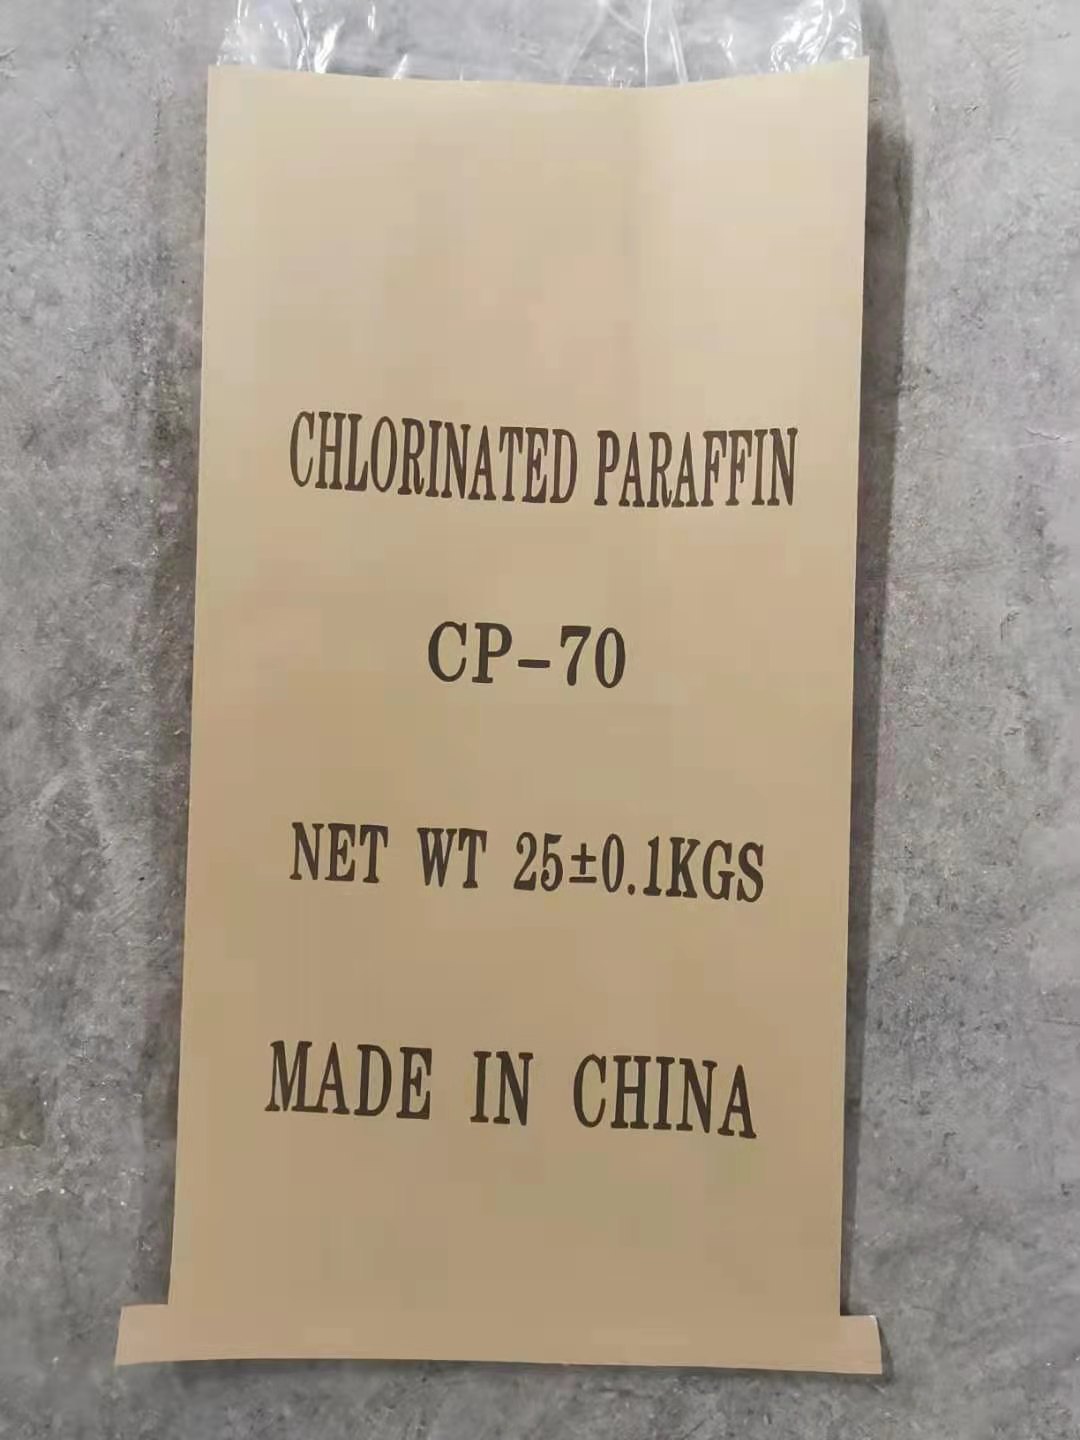 CHLORINATED PARAFFIN
CP-70
NET WT 25±0.1KGS
MADE IN CHINA